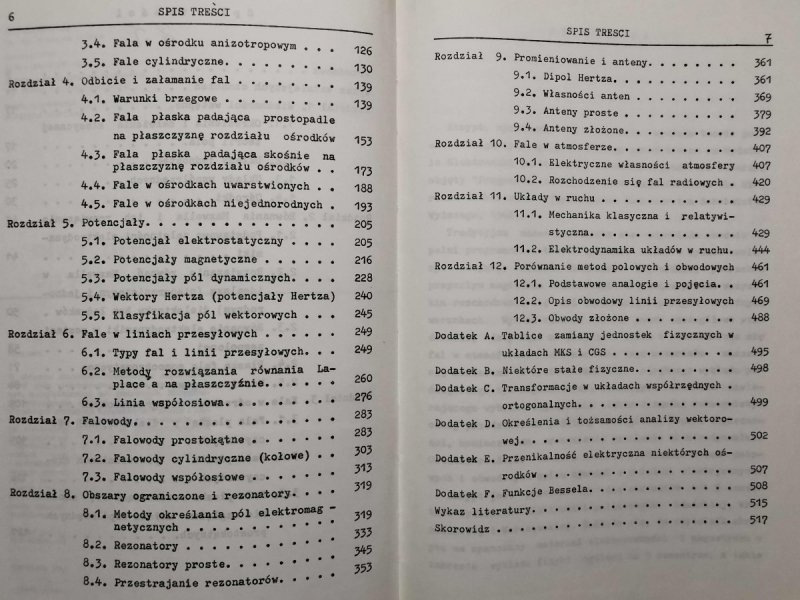 6 SPIS TREŚCI
3.4. Fala w ośrodku anizotropowym . . . 126
3.5. Fale cylindryczne. . . . . . . . 130
Rozdział 4. Odbicie i załamanie fal . . . . . . . 139
4.1. Warunki brzegowe . . . . . . . . 139
4.2. Fala płaska padająca prostopadle
na płaszczyznę rozdziału ośrodków 153
4.3. Fala płaska padająca skośnie na
płaszczyznę rozdziału ośrodków . . 173
4.4. Fale w ośrodkach uwarstwionych . . 188
4.5. Fale w ośrodkach niejednorodnych . 193
Rozdział 5. Potencjały. . . . . . . . . . . . . . 205
5.1. Potencjał elektrostatyczny . . . . 205
5.2. Potencjały magnetyczne . . . . . . 216
5.3. Potencjały pól dynamicznych. . . . 228
5.4. Wektory Hertza (potencjały Hertza) 240
5.5. Klasyfikacja pól wektorowych . . . 245
Rozdział 6. Fale w liniach przesyłowych . . . . . 249
6.1. Typy fal i linii przesyłowych. . . 249
6.2. Metody rozwiązania równania La-
place'a na płaszczyźnie. . . . . . 260
6.3. Linia współosiowa. . . . . . . . . 276
Rozdział 7. Falowody. . . . . . . . . . . . . . . 283
7.1. Falowody prostokątne . . . . . . . 283
7.2. Falowody cylindryczne (kołowe) . . 303
7.3. Falowody współosiowe . . . . . . . 313
Rozdział 8. Obszary ograniczone i rezonatory. . . . 319
8.1. Metody określania pól elektromag-
netycznych . . . . . . . . . . . . 319
8.2. Rezonatory . . . . . . . . . . . . 333
8.3. Rezonatory proste. . . . . . . . . 345
8.4. Przestrajanie rezonatorów. . . . . 353
SPIS TRESCI 7
Rozdział 9. Promieniowanie i anteny. . . . . . . . 361
9.1. Dipol Hertza. . . . . . . . . . . 361
9.2. Własności anten . . . . . . . . . 369
9.3. Anteny proste . . . . . . . . . . 379
9.4. Anteny złożone. . . . . . . . . . 392
Rozdział 10. Fale w atmosferze. . . . . . . . . . . 407
10.1. Elektryczne własności atmosfery 407
10.2. Rozchodzenie się fal radiowych . 420
Rozdział 11. Układy w ruchu . . . . . . . . . . . . 429
11.1. Mechanika klasyczna i relatywi-
styczna. . . . . . . . . . . . . 429
11.2. Elektrodynamika układów w ruchu. 444
Rozdział 12. Porównanie metod polowych i obwodowych 461
12.1. Podstawowe analogie i pojęcia. . 461
12.2. Opis obwodowy linii przesyłowych 469
12.3. Obwody złożone . . . . . . . . . 488
Dodatek A. Tablice zamiany jednostek fizycznych w
układach MKS i CGS . . . . . . . . . . 495
Dodatek B. Niektóre stałe fizyczne. . . . . . . . . 498
Dodatek C. Transformacje w układach współrzędnych .
ortogonalnych. . . . . . . . . . . . . 499
Dodatek D. Określenia i tożsamości analizy wektoro-
wej. . . . . . . . . . . . . . . . . . 502
Dodatek E. Przenikalność elektryczna niektórych oś-
rodków . . . . . . . . . . . . . . . . 507
Dodatek F. Funkcje Bessela. . . . . . . . . . . . . 508
Wykaz literatury. . . . . . . . . . . . . . . . . . 515
Skorowidz . . . . . . . . . . . . . . . . . . . . . 517